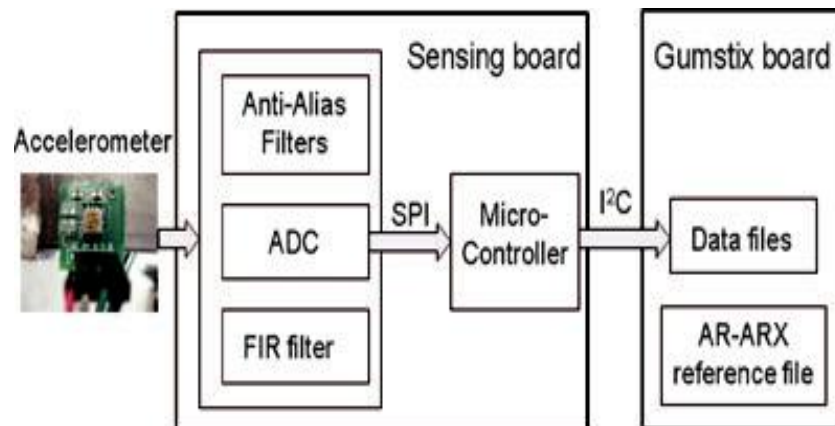 Sensing board
Gumstix board
Anti-Alias
Filters
Accelerometer
ADC
SPI
Micro-
Controller
I²C
Data files
FIR filter
AR-ARX
reference file